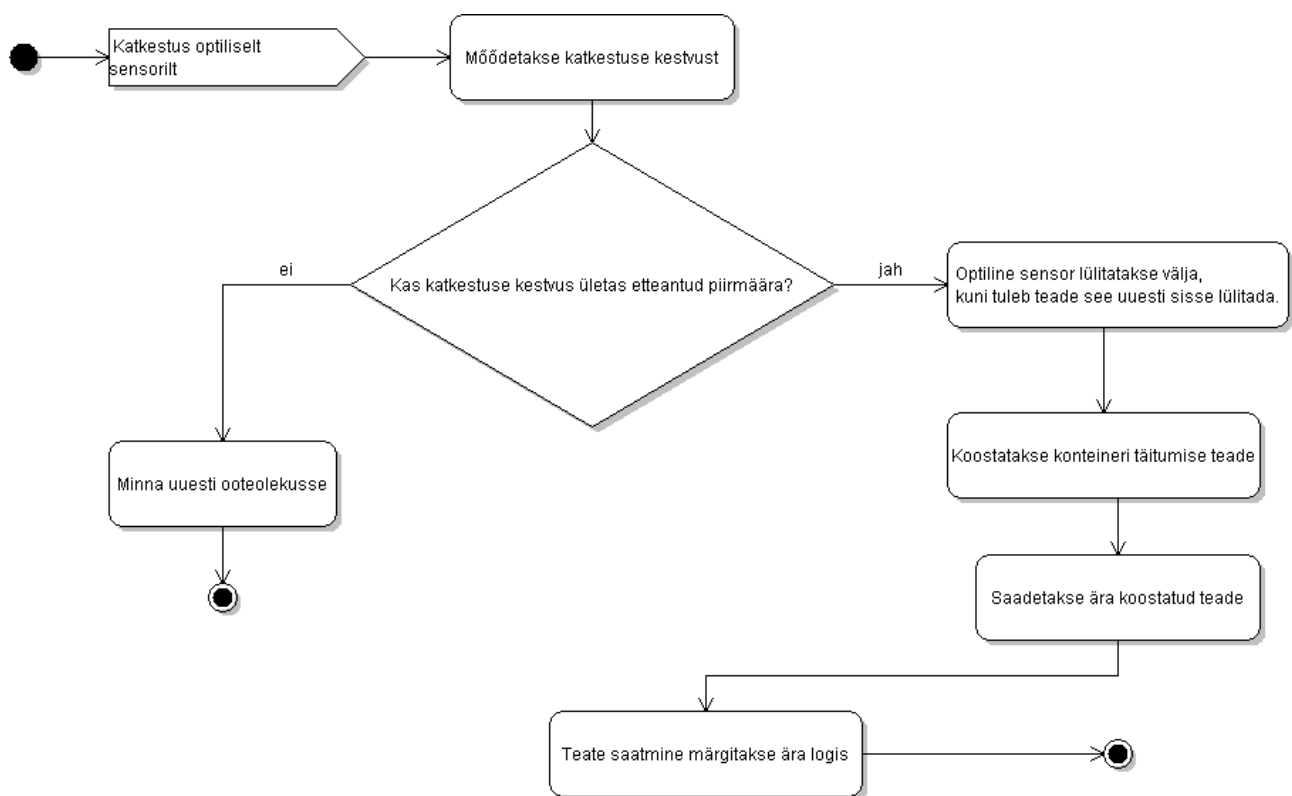 Katkestus optiliselt
sensorilt
Mõõdetakse katkestuse kestvust
ei
Kas katkestuse kestvus ületas etteantud piirmäära?
jah
Optiline sensor lülitatakse välja,
kuni tuleb teade see uuesti sisse lülitada.
Minna uuesti ooteolekusse
Koostatakse konteineri täitumise teade
Saadetakse ära koostatud teade
Teate saatmine märgitakse ära logis